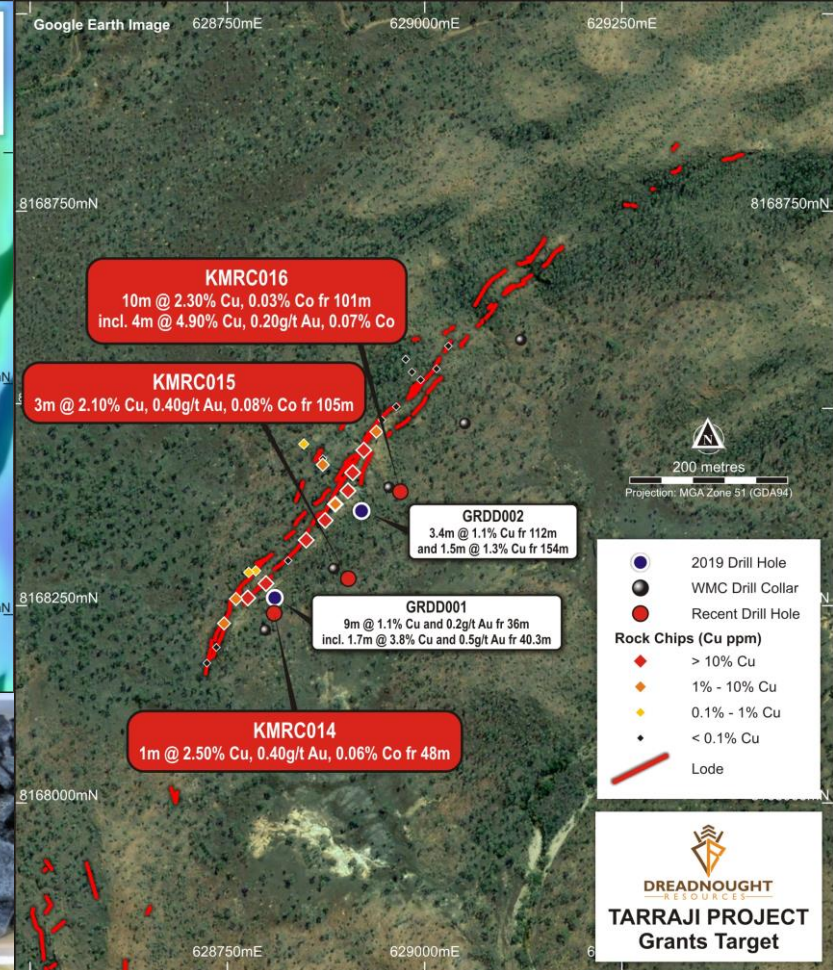 Google Earth Image
628750mE
629000mE
629250mE
8168750mN
8168750mN
KMRC016
10m @ 2.30% Cu, 0.03% Co fr 101m
incl. 4m @ 4.90% Cu, 0.20g/t Au, 0.07% Co
KMRC015
3m @ 2.10% Cu, 0.40g/t Au, 0.08% Co fr 105m
N
200 metres
Projection: MGA Zone 51 (GDA94)
GRDD002
3.4m @ 1.1% Cu fr 112m
and 1.5m @ 1.3% Cu fr 154m
2019 Drill Hole
WMC Drill Collar
Recent Drill Hole
Rock Chips (Cu ppm)
> 10% Cu
1% - 10% Cu
0.1% - 1% Cu
< 0.1% Cu
Lode
8168250mN
GRDD001
9m @ 1.1% Cu and 0.2g/t Au fr 36m
incl. 1.7m @ 3.8% Cu and 0.5g/t Au fr 40.3m
KMRC014
1m @ 2.50% Cu, 0.40g/t Au, 0.06% Co fr 48m
8168000mN
DREADNOUGHT
RESOURCES
TARRAJI PROJECT
Grants Target
628750mE
629000mE